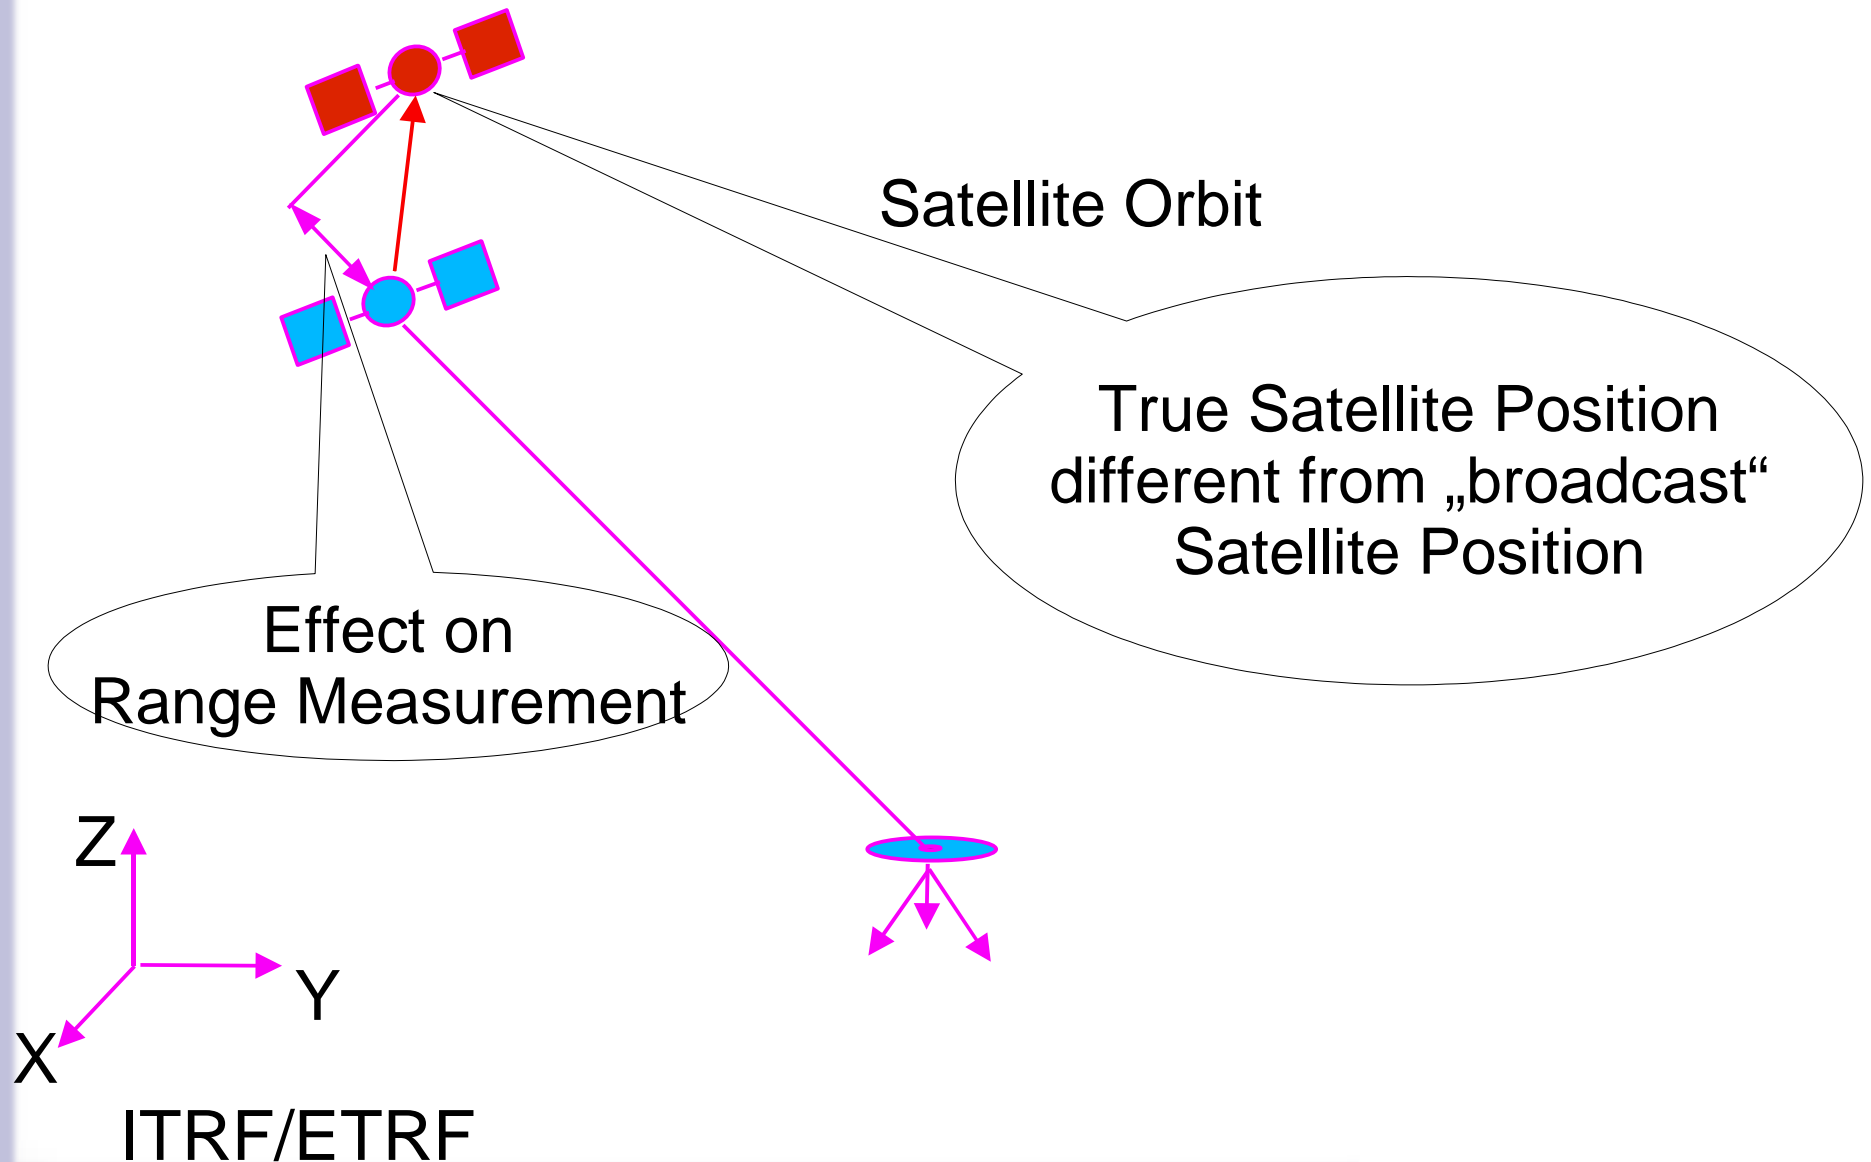 Satellite Orbit
True Satellite Position
different from „broadcast“
Satellite Position
Effect on
Range Measurement
Z
Y
X
ITRF/ETRF